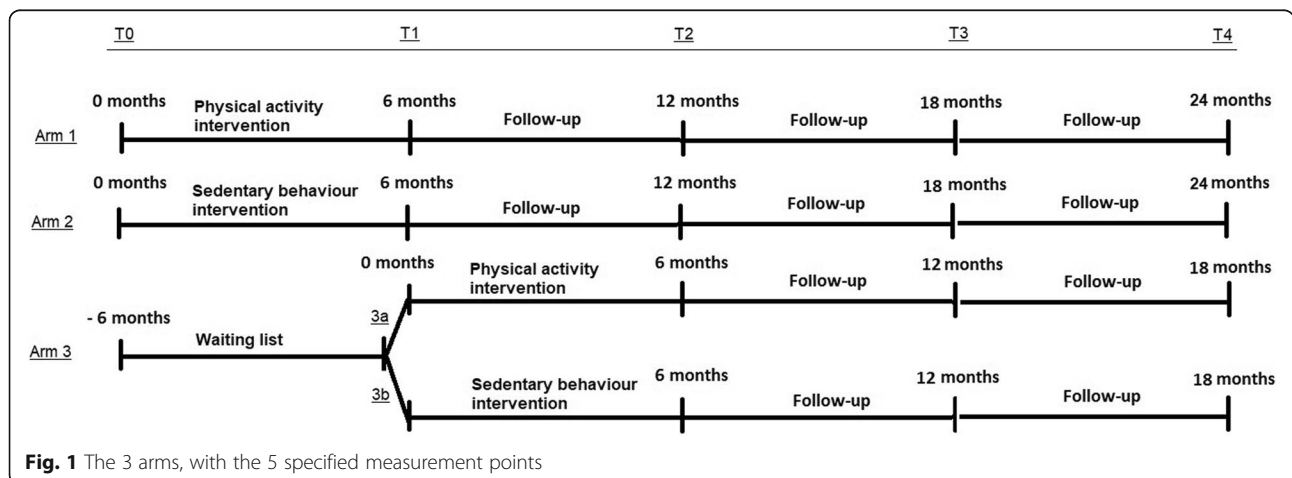 T0 T1 T2 T3 T4
0 months Physical activity 6 months 12 months 18 months 24 months
intervention Follow-up Follow-up Follow-up
Arm 1
0 months Sedentary behaviour 6 months 12 months 18 months 24 months
intervention Follow-up Follow-up Follow-up
Arm 2
0 months Physical activity 6 months 12 months 18 months
intervention Follow-up Follow-up
- 6 months 3a
Arm 3 Waiting list
3b Sedentary behaviour 6 months 12 months 18 months
intervention Follow-up Follow-up
Fig. 1 The 3 arms, with the 5 specified measurement points